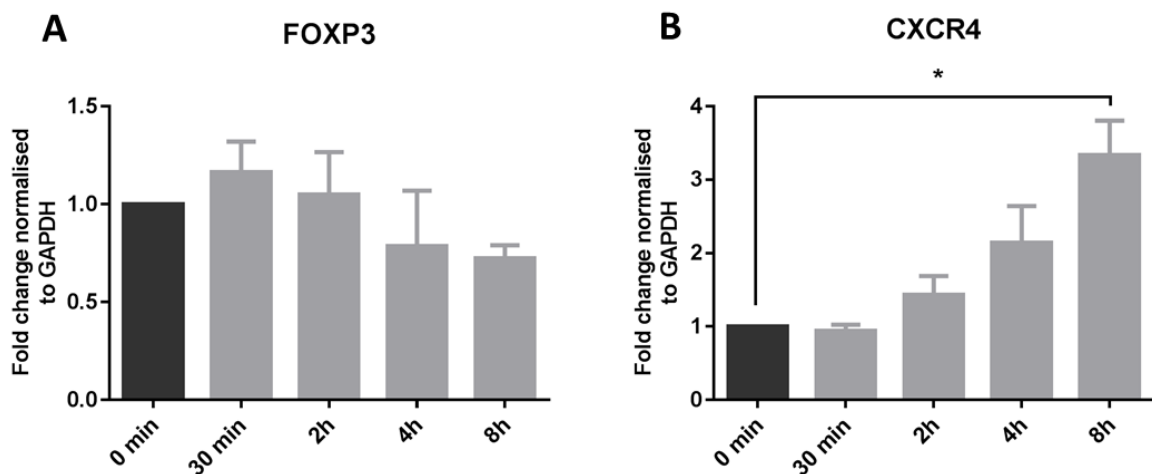 A
FOXP3
Fold change normalised
to GAPDH
1.5
1.0
0.5
0.0
0 min
30 min
2h
4h
8h
B
CXCR4
*
Fold change normalised
to GAPDH
4
3
2
1
0
0 min
30 min
2h
4h
8h